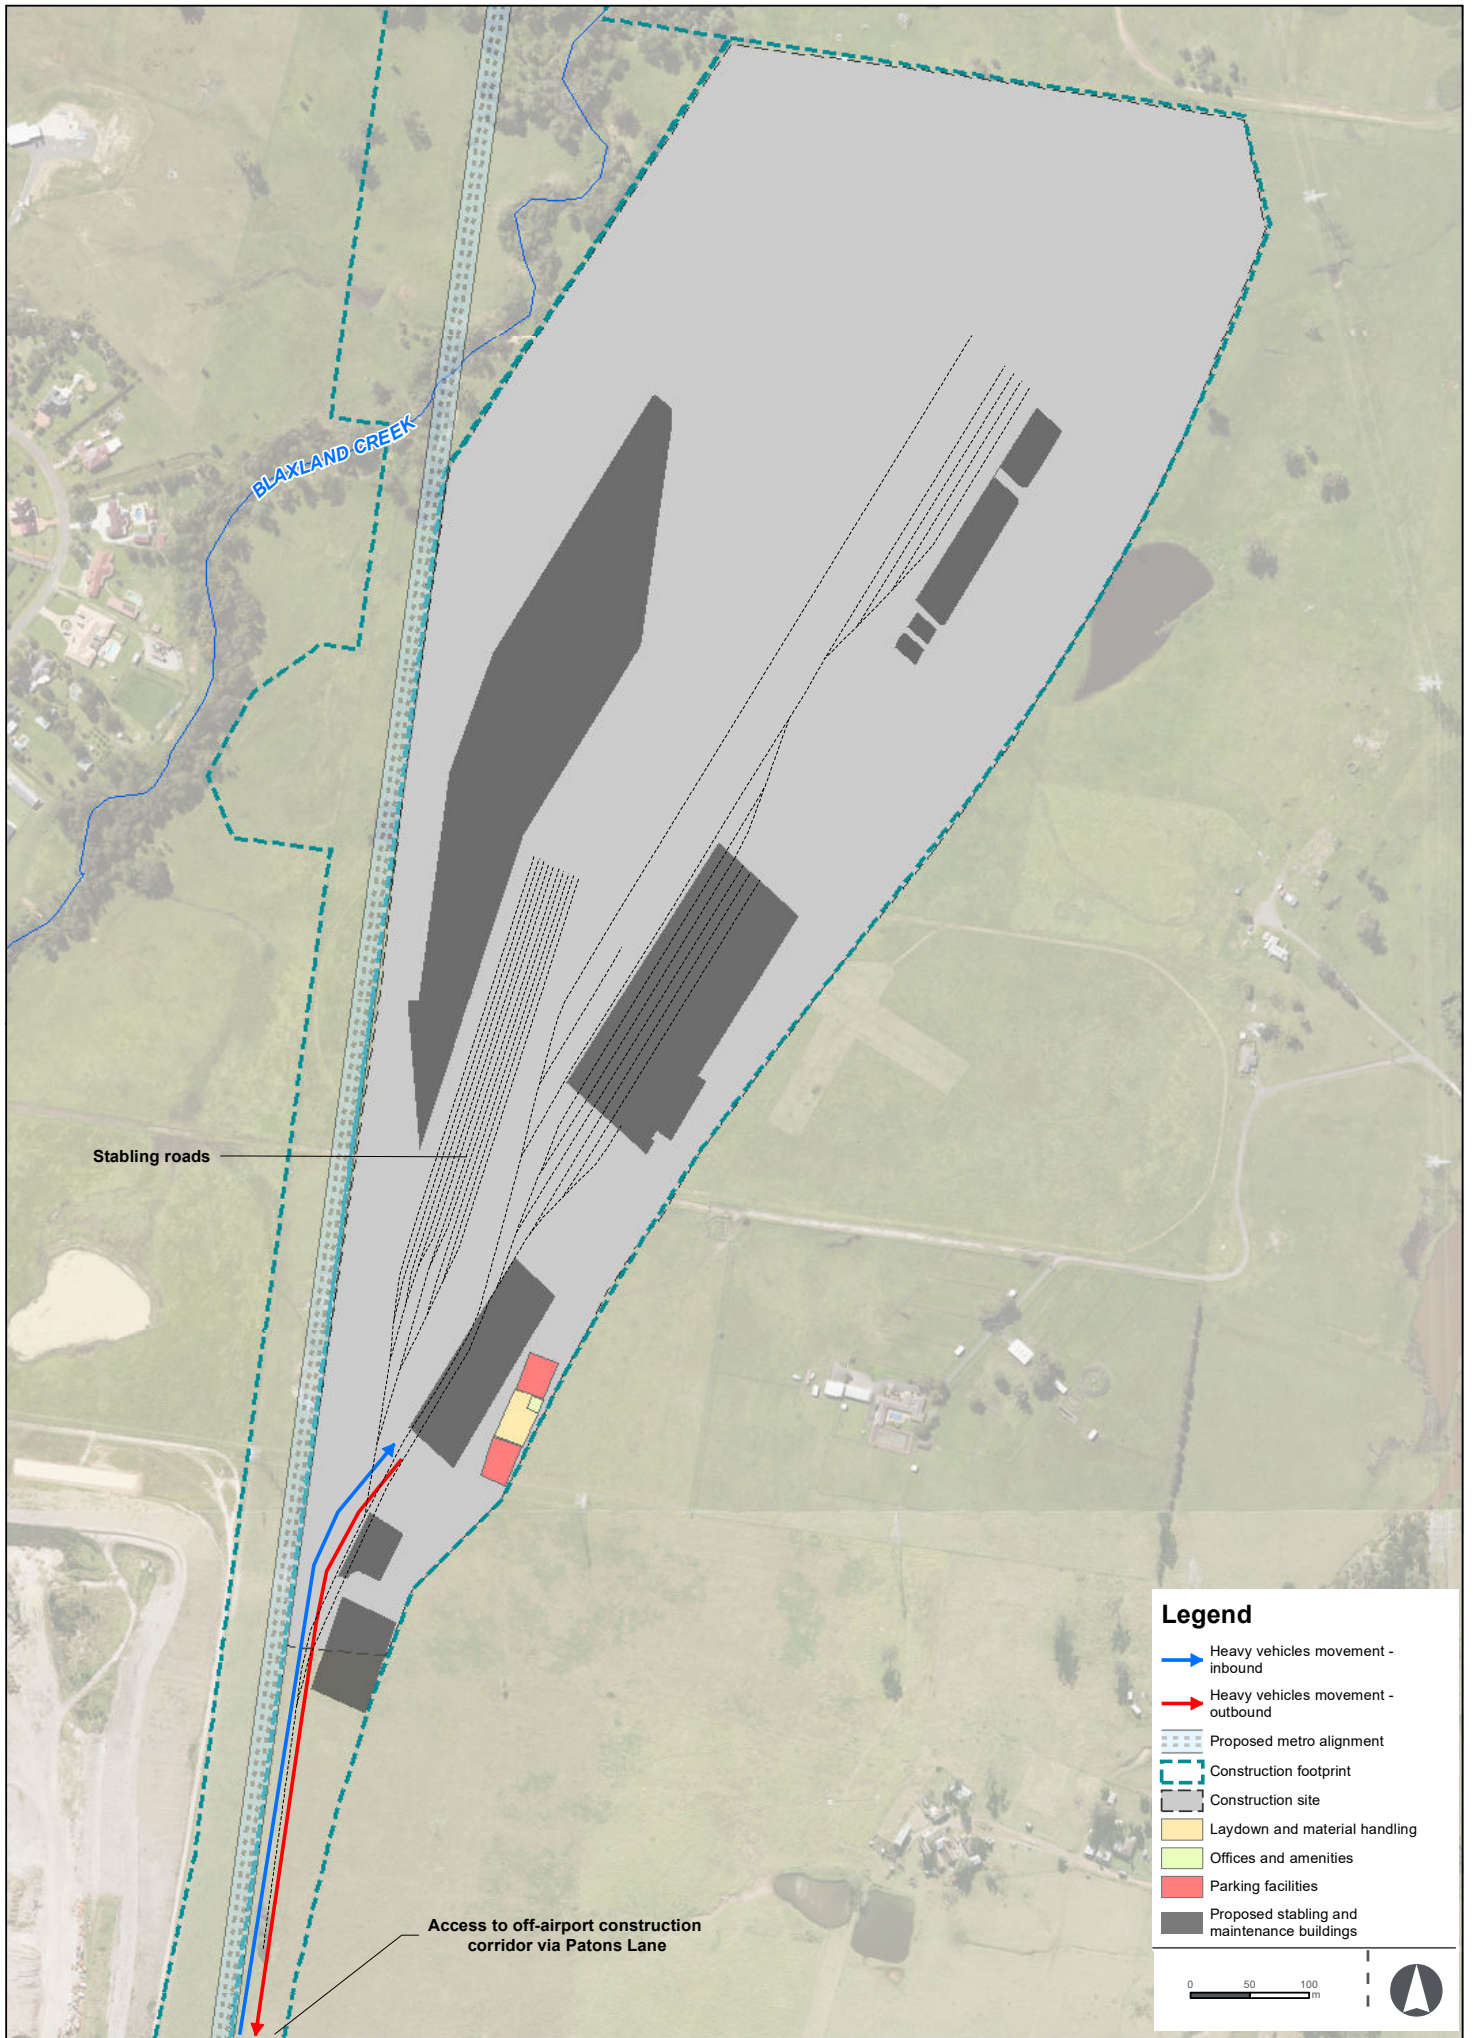 BLAXLAND CREEK
Stabling roads
Access to off-airport construction
corridor via Patons Lane
Legend
Heavy vehicles movement -
inbound
Heavy vehicles movement -
outbound
Proposed metro alignment
Construction footprint
Construction site
Laydown and material handling
Offices and amenities
Parking facilities
Proposed stabling and
maintenance buildings
0 50 100
m